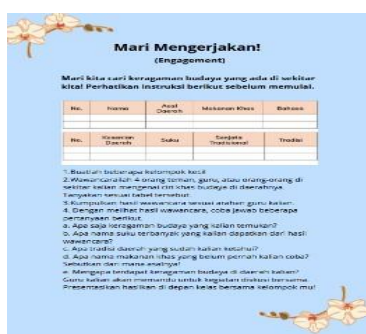 Mari Mengerjakan!
(Engagement)
Mari kita cari keragaman budaya yang ada di sekitar
kita! Perhatikan instruksi berikut sebelum memulai.
No. Nama Asal Daerah Makanan Khas Bahasa
No. Kesenian Daerah Suku Senjata Tradisional Tradisi
1.Buatlah beberapa kelompok kecil
2.Wawancarailah 4 orang teman, guru, atau orang-orang di
sekitar kalian mengenai ciri khas budaya di daerahnya.
Tanyakan sesuai tabel tersebut.
3.Kumpulkan hasil wawancara sesuai arahan guru kalian.
4. Dengan melihat hasil wawancara, coba jawab beberapa
pertanyaan berikut.
a. Apa saja keragaman budaya yang kalian temukan?
b. Apa nama suku terbanyak yang kalian dapatkan dari hasil
wawancara?
c. Apa tradisi daerah yang sudah kalian ketahui?
d. Apa nama makanan khas yang belum pernah kalian coba?
Sebutkan dari mana asalnya!
e. Mengapa terdapat keragaman budaya di daerah kalian?
Guru kalian akan memandu untuk kegiatan diskusi bersama.
Presentasikan hasilkan di depan kelas bersama kelompok mu!